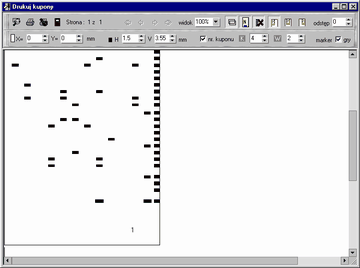 Drukuj kupony
Strona : 1 z 1 widok 100% odstęp 0
X= 0 Y= 0 mm H 1.5 V 3.55 mm nr. kuponu 4 2 marker gry
1